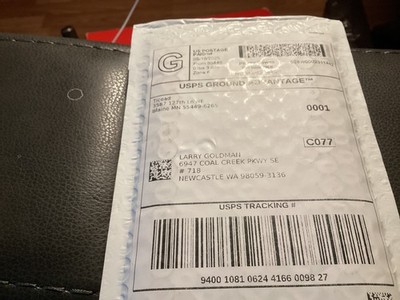 G
US POSTAGE
USPS GROUND ADVANTAGE™
0001
C077
LARRY GOLDMAN
6947 COAL CREEK PKWY SE
# 718
NEWCASTLE WA 98059-3136
USPS TRACKING #
9400 1081 0624 4166 0098 27